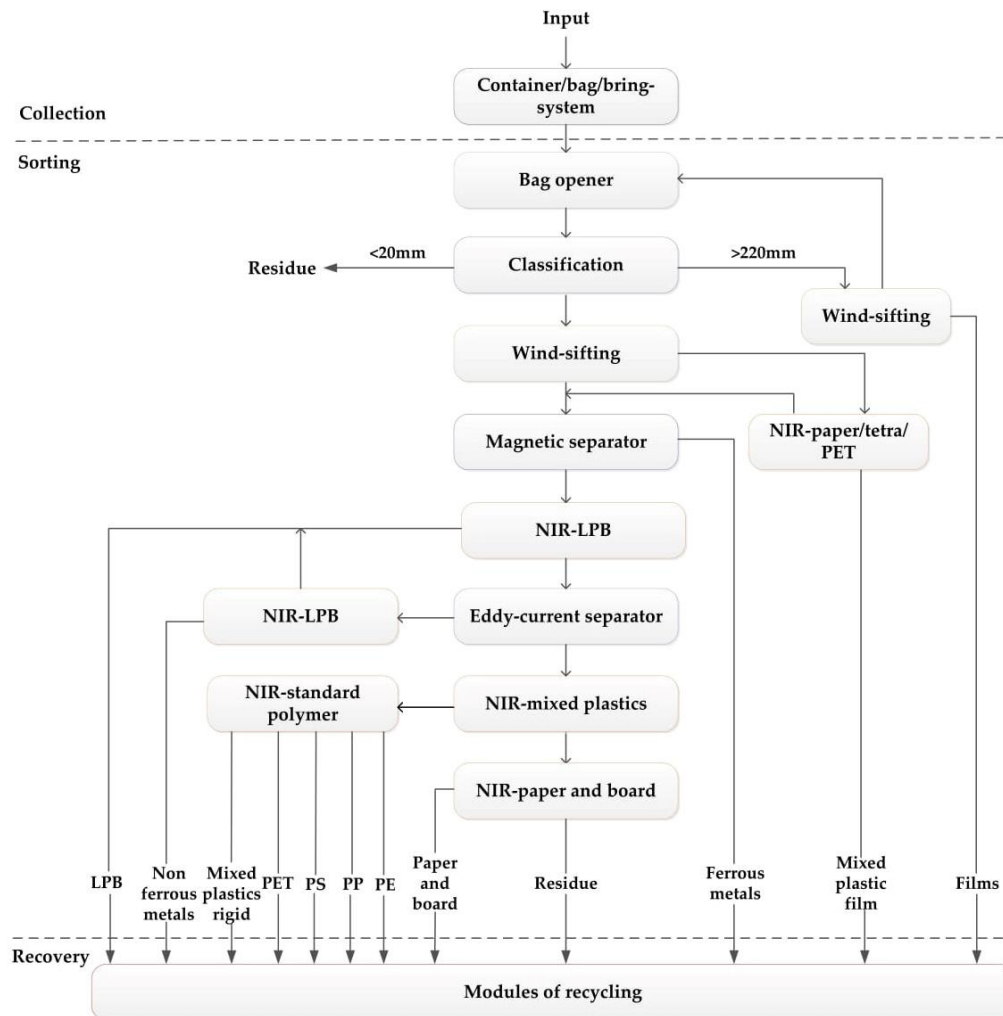 Input
Container/bag/bring-
system
Collection
Sorting
Bag opener
<20mm
>220mm
Residue
Classification
Wind-sifting
Wind-sifting
NIR-paper/tetra/
PET
Magnetic separator
NIR-LPB
NIR-LPB
Eddy-current separator
NIR-standard
polymer
NIR-mixed plastics
NIR-paper and board
LPB
Non
ferrous
metals
Mixed
plastics
rigid
PET
PS
PP
PE
Paper
and
board
Residue
Ferrous
metals
Mixed
plastic
film
Films
Recovery
Modules of recycling